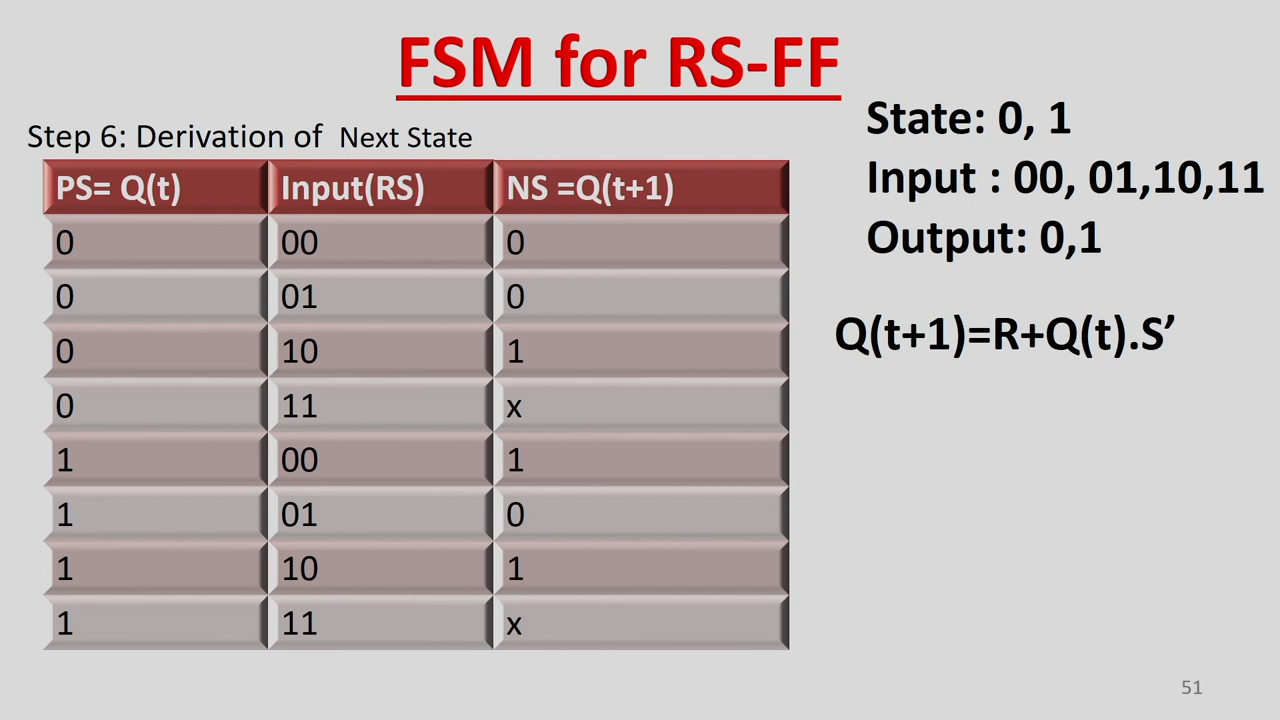 FSM for RS-FF
Step 6: Derivation of Next State
PS= Q(t) Input(RS) NS =Q(t+1)
0 00 0
0 01 0
0 10 1
0 11 x
1 00 1
1 01 0
1 10 1
1 11 x
State: 0, 1
Input : 00, 01,10,11
Output: 0,1
Q(t+1)=R+Q(t).S’
51